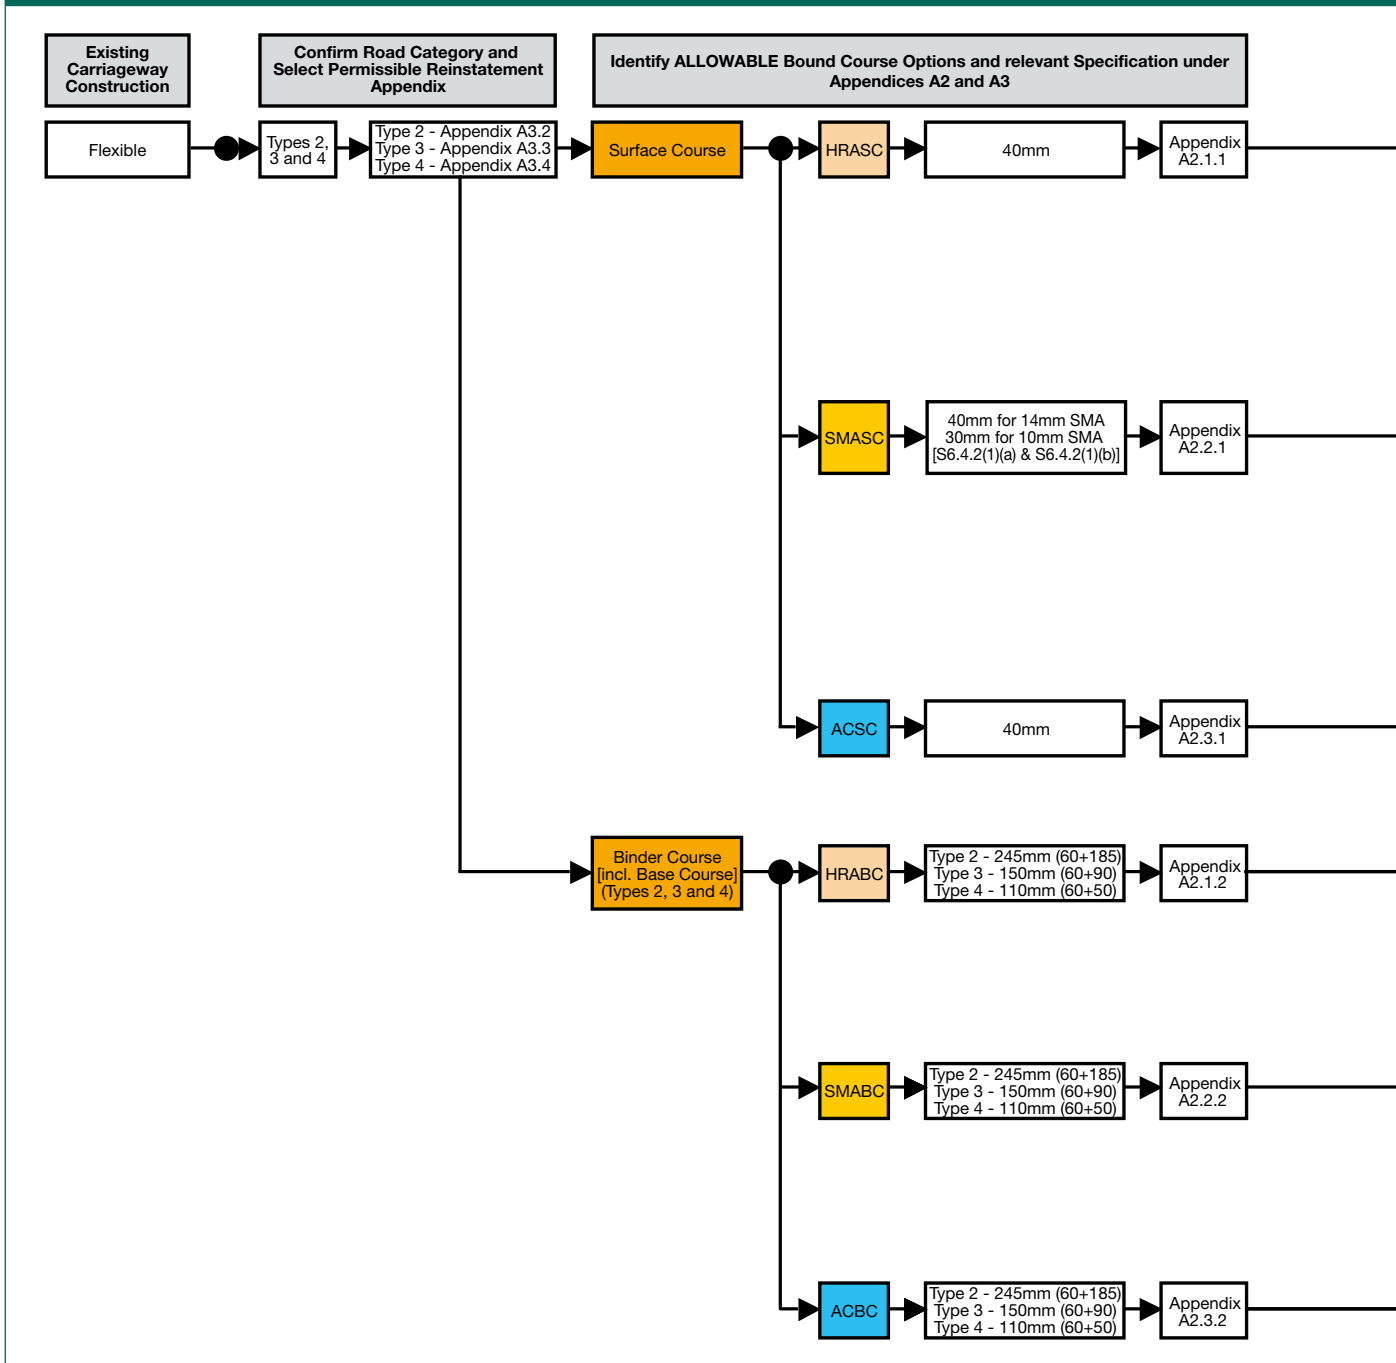 Existing
Carriageway
Construction
Confirm Road Category and
Select Permissible Reinstatement
Appendix
Identify ALLOWABLE Bound Course Options and relevant Specification under
Appendices A2 and A3
Flexible
Types 2,
3 and 4
Type 2 - Appendix A3.2
Type 3 - Appendix A3.3
Type 4 - Appendix A3.4
Surface Course
HRASC
40mm
Appendix
A2.1.1
SMASC
40mm for 14mm SMA
30mm for 10mm SMA
[S6.4.2(1)(a) & S6.4.2(1)(b)]
Appendix
A2.2.1
ACSC
40mm
Appendix
A2.3.1
Binder Course
[incl. Base Course]
(Types 2, 3 and 4)
HRABC
Type 2 - 245mm (60+185)
Type 3 - 150mm (60+90)
Type 4 - 110mm (60+50)
Appendix
A2.1.2
SMABC
Type 2 - 245mm (60+185)
Type 3 - 150mm (60+90)
Type 4 - 110mm (60+50)
Appendix
A2.2.2
ACBC
Type 2 - 245mm (60+185)
Type 3 - 150mm (60+90)
Type 4 - 110mm (60+50)
Appendix
A2.3.2